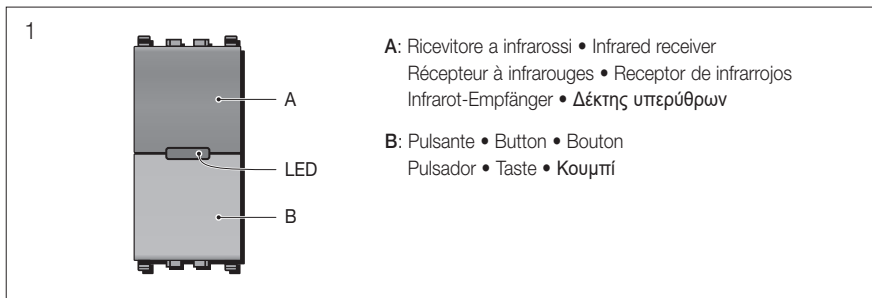 1
A
LED
B
A: Ricevitore a infrarossi • Infrared receiver
Récepteur à infrarouges • Receptor de infrarrojos
Infrarot-Empfänger • Δέκτης υπερύθρων
B: Pulsante • Button • Bouton
Pulsador • Taste • Κουμπί